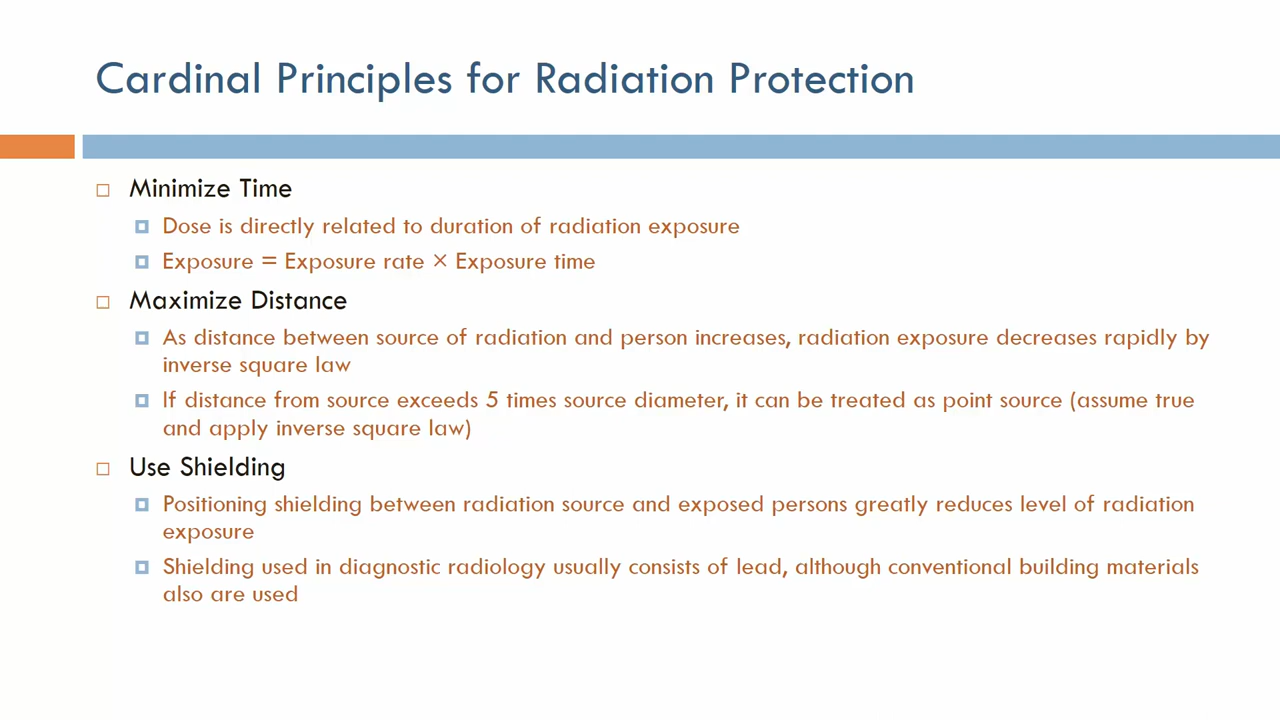 Cardinal Principles for Radiation Protection
Minimize Time
Dose is directly related to duration of radiation exposure
Exposure = Exposure rate × Exposure time
Maximize Distance
As distance between source of radiation and person increases, radiation exposure decreases rapidly by
inverse square law
If distance from source exceeds 5 times source diameter, it can be treated as point source (assume true
and apply inverse square law)
Use Shielding
Positioning shielding between radiation source and exposed persons greatly reduces level of radiation
exposure
Shielding used in diagnostic radiology usually consists of lead, although conventional building materials
also are used